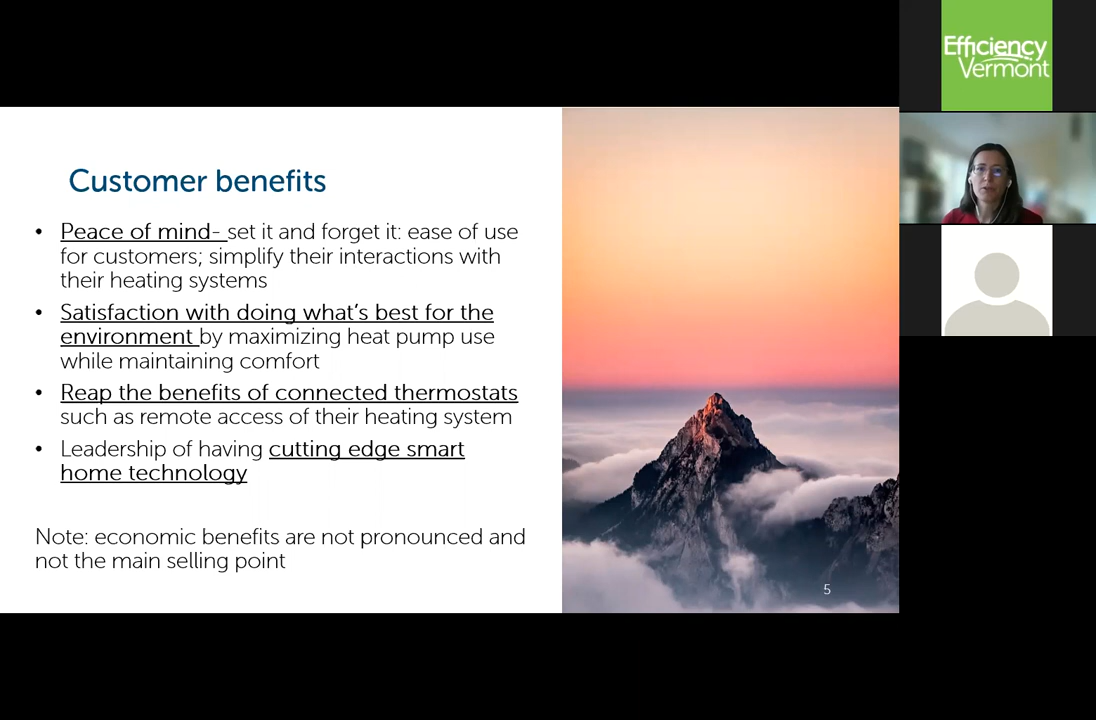 Efficiency
Vermont
Customer benefits
• Peace of mind- set it and forget it: ease of use
for customers; simplify their interactions with
their heating systems
• Satisfaction with doing what's best for the
environment by maximizing heat pump use
while maintaining comfort
• Reap the benefits of connected thermostats
such as remote access of their heating system
• Leadership of having cutting edge smart
home technology
Note: economic benefits are not pronounced and
not the main selling point
5